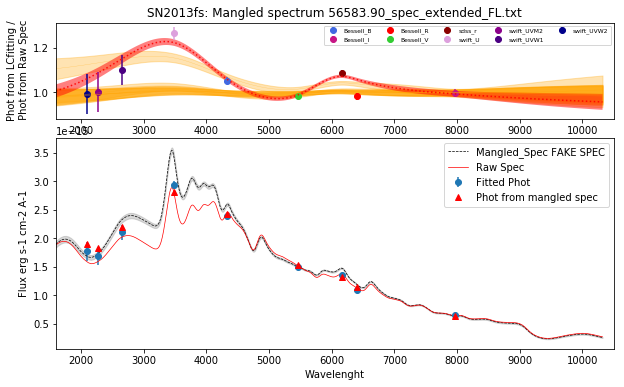 SN2013fs: Mangled spectrum 56583.90_spec_extended_FL.txt
Phot from LCfitting /
Phot from Raw Spec
1.2
1.0
Bessell_B
Bessell_I
Bessell_R
Bessell_V
sdss_r
swift_U
swift_UVM2
swift_UVW1
swift_UVW2
2000 3000 4000 5000 6000 7000 8000 9000 10000
Flux erg s-1 cm-2 A-1
3.5
3.0
2.5
2.0
1.5
1.0
0.5
Mangled_Spec FAKE SPEC
Raw Spec
Fitted Phot
Phot from mangled spec
2000 3000 4000 5000 6000 7000 8000 9000 10000
Wavelenght